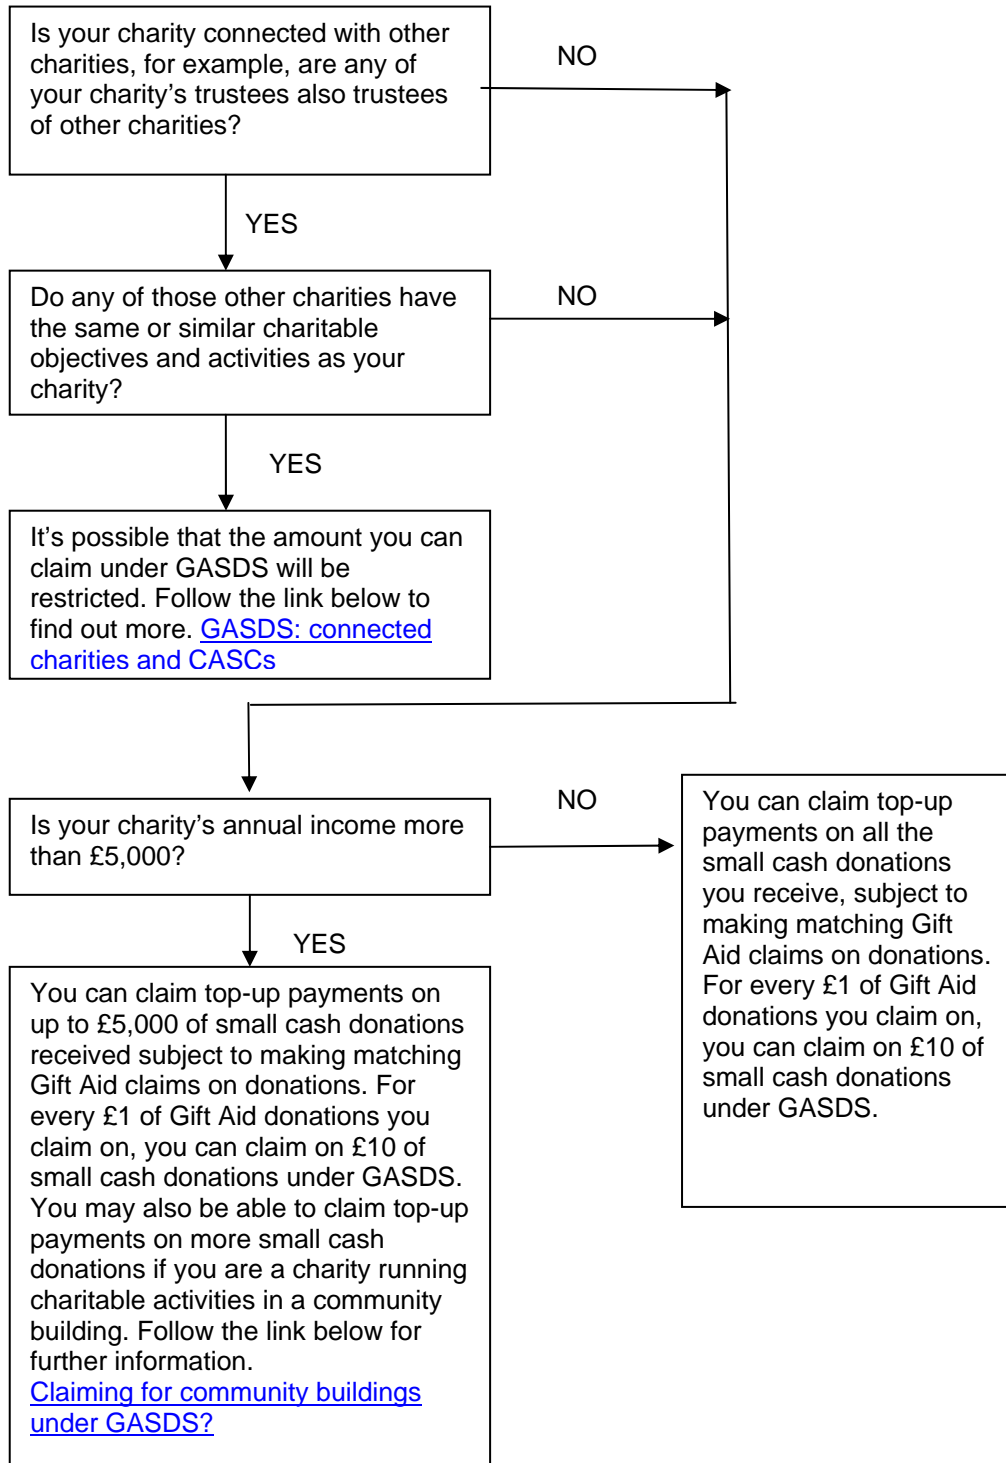 Is your charity connected with other
charities, for example, are any of
your charity's trustees also trustees
of other charities?
NO
YES
Do any of those other charities have
the same or similar charitable
objectives and activities as your
charity?
NO
YES
It's possible that the amount you can
claim under GASDS will be
restricted. Follow the link below to
find out more. GASDS: connected
charities and CASCs
Is your charity's annual income more
than £5,000?
NO
You can claim top-up
payments on all the
small cash donations
you receive, subject to
making matching Gift
Aid claims on donations.
For every £1 of Gift Aid
donations you claim on,
you can claim on £10 of
small cash donations
under GASDS.
YES
You can claim top-up payments on
up to £5,000 of small cash donations
received subject to making matching
Gift Aid claims on donations. For
every £1 of Gift Aid donations you
claim on, you can claim on £10 of
small cash donations under GASDS.
You may also be able to claim top-up
payments on more small cash
donations if you are a charity running
charitable activities in a community
building. Follow the link below for
further information.
Claiming for community buildings
under GASDS?